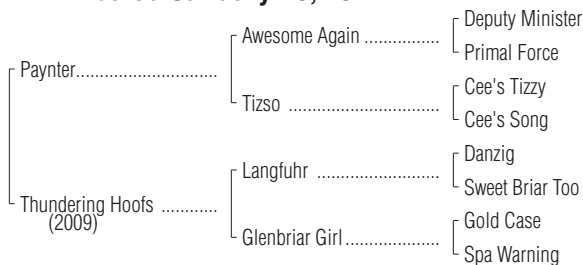 Deputy Minister
Awesome Again
Primal Force
Paynter
Cee's Tizzy
Tizso
Cee's Song
Danzig
Langfuhr
Sweet Briar Too
Thundering Hoofs
(2009)
Gold Case
Glenbriar Girl
Spa Warning